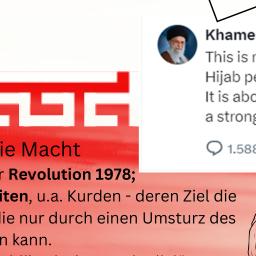 Khame
This is n
Hijab pe
It is abo
a strong
1.588
ie Macht
r Revolution 1978;
iten, u.a. Kurden - deren Ziel die
die nur durch einen Umsturz des
n kann.